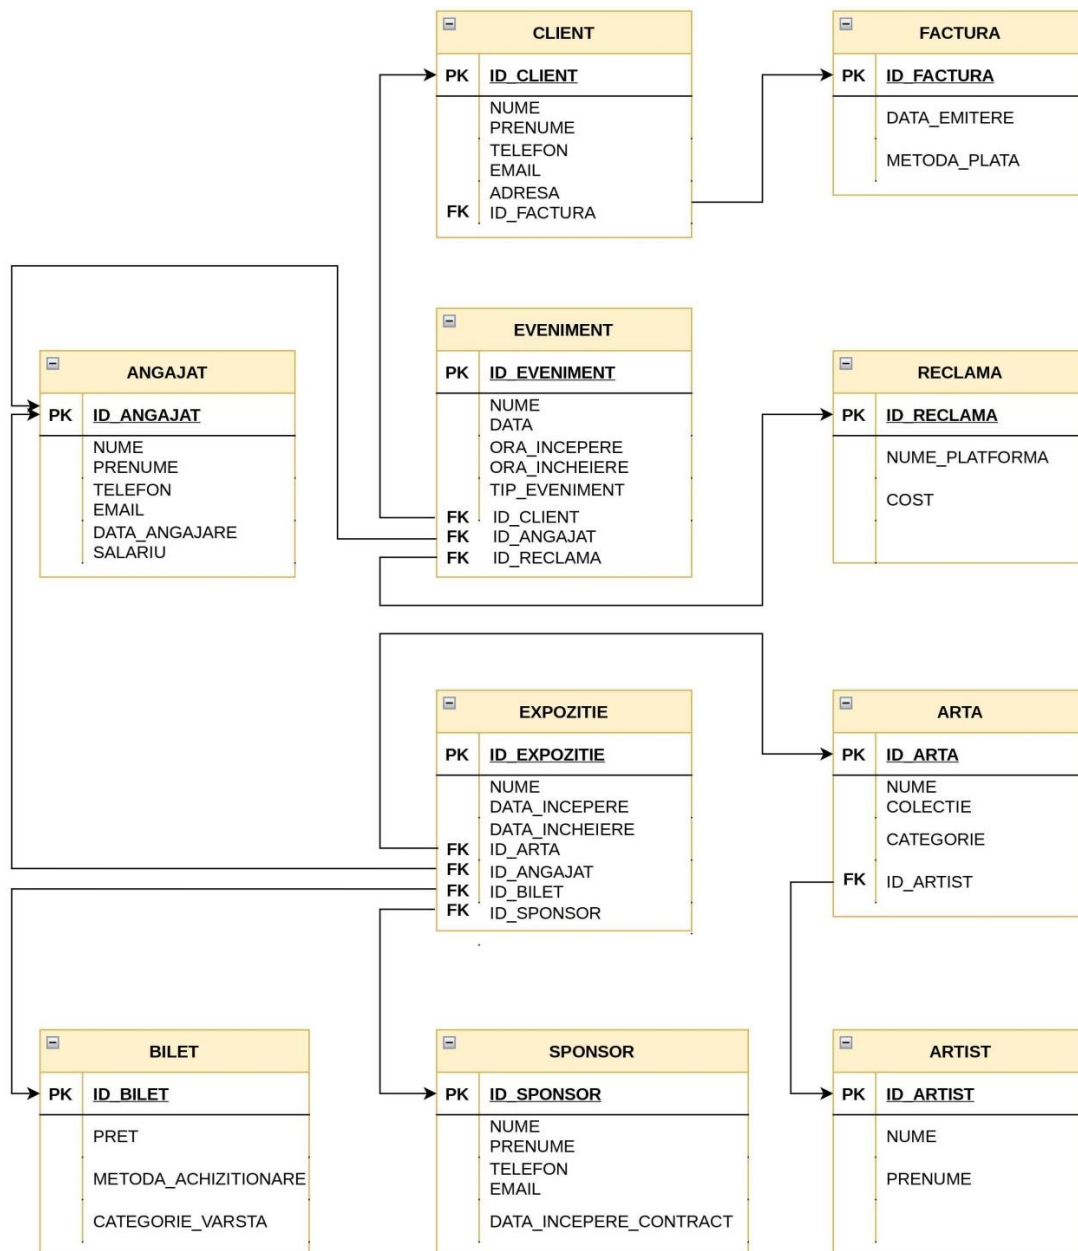 CLIENT
PK ID_CLIENT
NUME
PRENUME
TELEFON
EMAIL
ADRESA
FK ID_FACTURA
FACTURA
PK ID_FACTURA
DATA_EMITERE
METODA_PLATA
ANGAJAT
PK ID_ANGAJAT
NUME
PRENUME
TELEFON
EMAIL
DATA_ANGAJARE
SALARIU
EVENIMENT
PK ID_EVENIMENT
NUME
DATA
ORA_INCEPERE
ORA_INCHEIERE
TIP_EVENIMENT
FK ID_CLIENT
FK ID_ANGAJAT
FK ID_RECLAMA
RECLAMA
PK ID_RECLAMA
NUME_PLATFORMA
COST
EXPOZITIE
PK ID_EXPOZITIE
NUME
DATA_INCEPERE
DATA_INCHEIERE
FK ID_ARTA
FK ID_ANGAJAT
FK ID_BILET
FK ID_SPONSOR
ARTA
PK ID_ARTA
NUME
COLECTIE
CATEGORIE
FK ID_ARTIST
BILET
PK ID_BILET
PRET
METODA_ACHIZITIONARE
CATEGORIE_VARSTA
SPONSOR
PK ID_SPONSOR
NUME
PRENUME
TELEFON
EMAIL
DATA_INCEPERE_CONTRACT
ARTIST
PK ID_ARTIST
NUME
PRENUME